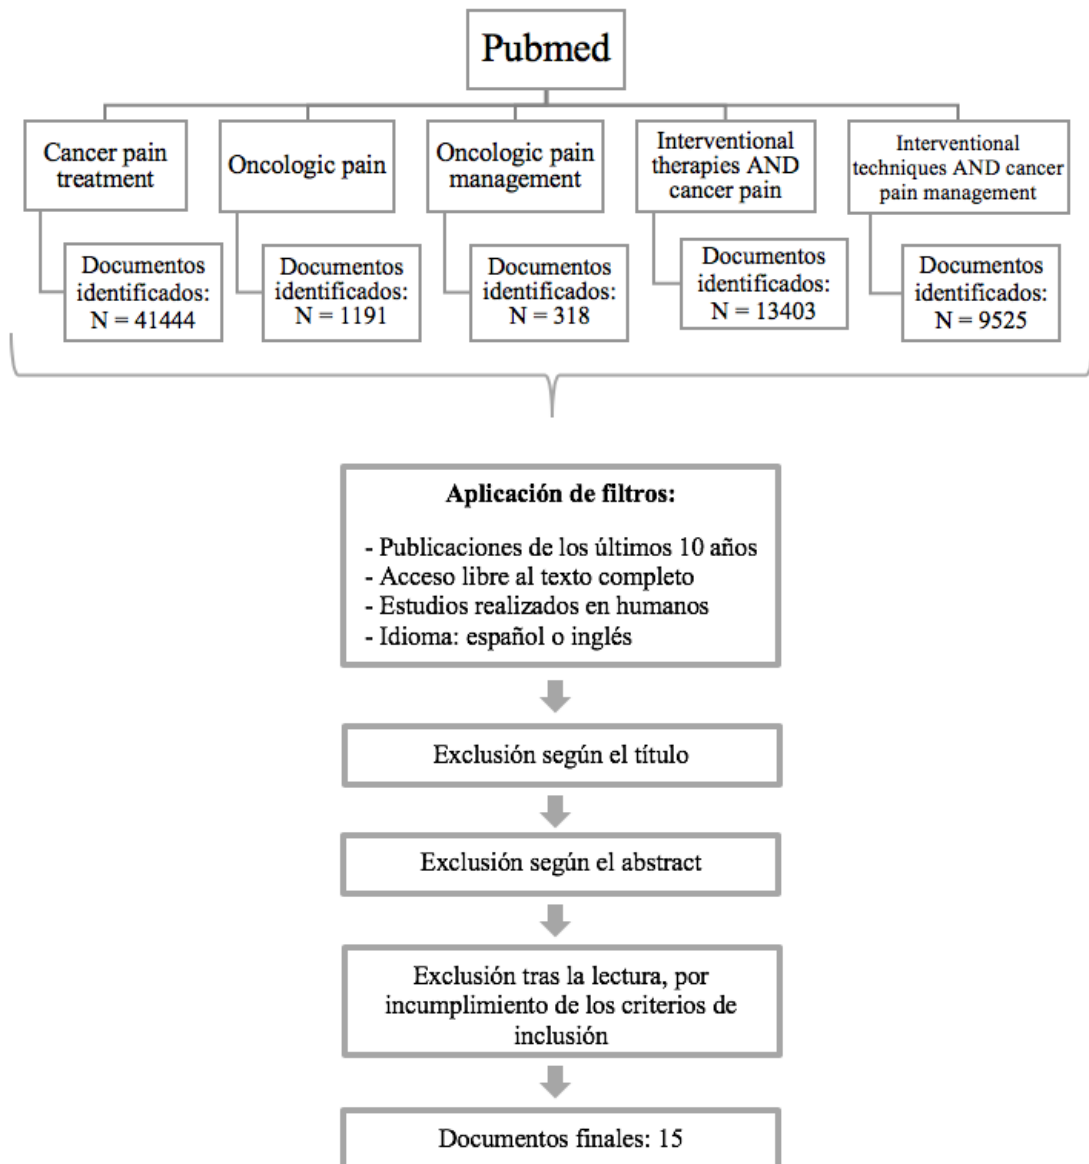 Pubmed
Cancer pain
treatment
Oncologic pain
Oncologic pain
management
Interventional
therapies AND
cancer pain
Interventional
techniques AND cancer
pain management
Documentos
identificados:
N = 41444
Documentos
identificados:
N = 1191
Documentos
identificados:
N = 318
Documentos
identificados:
N = 13403
Documentos
identificados:
N = 9525
Aplicación de filtros:
- Publicaciones de los últimos 10 años
- Acceso libre al texto completo
- Estudios realizados en humanos
- Idioma: español o inglés
Exclusión según el título
Exclusión según el abstract
Exclusión tras la lectura, por
incumplimiento de los criterios de
inclusión
Documentos finales: 15